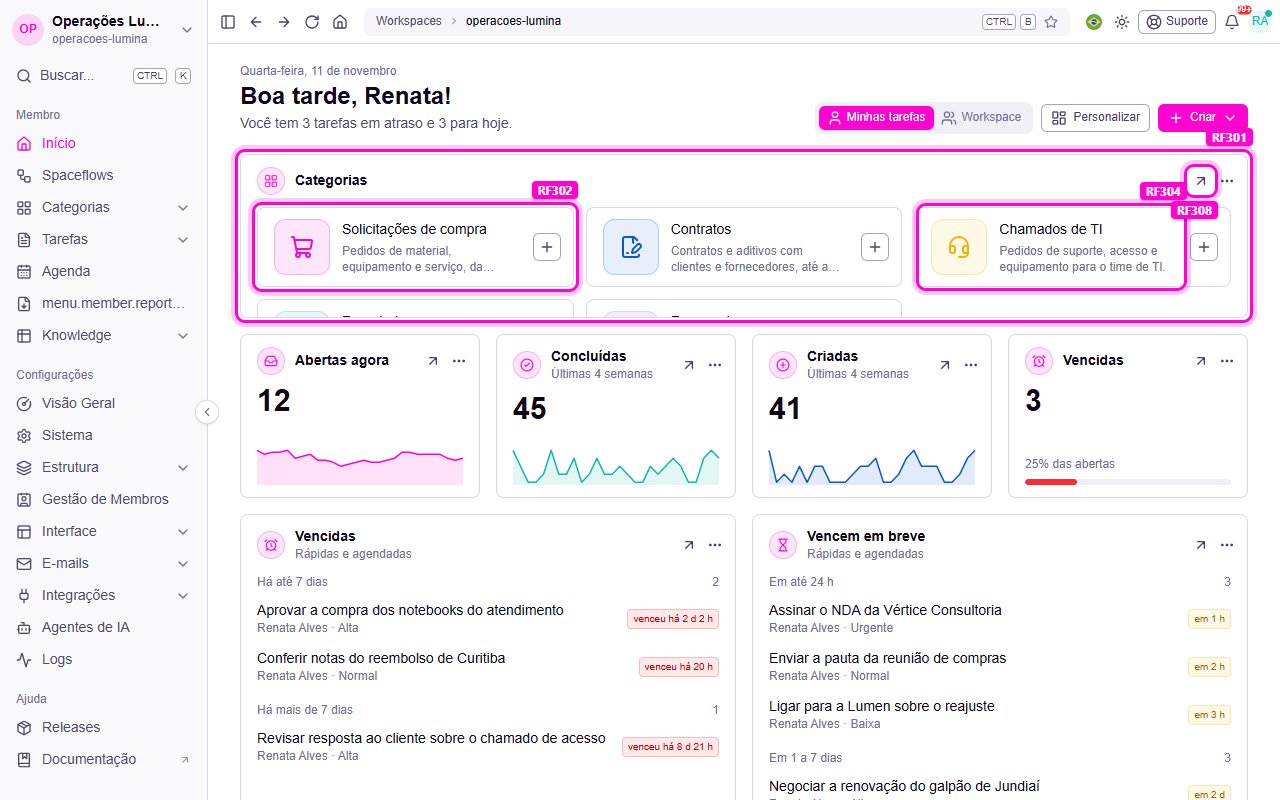 OP
Operações Lu...
operacoes-lumina
Buscar...
CTRL
K
Membro
Início
Spaceflows
Categorias
Tarefas
Agenda
menu.member.report...
Knowledge
Configurações
Visão Geral
Sistema
Estrutura
Gestão de Membros
Interface
E-mails
Integrações
Agentes de IA
Logs
Ajuda
Releases
Documentação
Workspaces
operacoes-lumina
CTRL
B
Suporte
99+
RA
Quarta-feira, 11 de novembro
Boa tarde, Renata!
Você tem 3 tarefas em atraso e 3 para hoje.
Minhas tarefas
Workspace
Personalizar
Criar
RF301
Categorias
RF302
RF304
RF308
Solicitações de compra
Pedidos de material,
equipamento e serviço, da...
Contratos
Contratos e aditivos com
clientes e fornecedores, até a...
Chamados de TI
Pedidos de suporte, acesso e
equipamento para o time de TI.
Abertas agora
12
Concluídas
Últimas 4 semanas
45
Criadas
Últimas 4 semanas
41
Vencidas
3
25% das abertas
Vencidas
Rápidas e agendadas
Há até 7 dias
2
Aprovar a compra dos notebooks do atendimento
Renata Alves · Alta
venceu há 2 d 2 h
Conferir notas do reembolso de Curitiba
Renata Alves · Normal
venceu há 20 h
Há mais de 7 dias
1
Revisar resposta ao cliente sobre o chamado de acesso
Renata Alves · Alta
venceu há 8 d 21 h
Vencem em breve
Rápidas e agendadas
Em até 24 h
3
Assinar o NDA da Vértice Consultoria
Renata Alves · Urgente
em 1 h
Enviar a pauta da reunião de compras
Renata Alves · Normal
em 2 h
Ligar para a Lumen sobre o reajuste
Renata Alves · Baixa
em 3 h
Em 1 a 7 dias
3
Negociar a renovação do galpão de Jundiaí
em 2 d